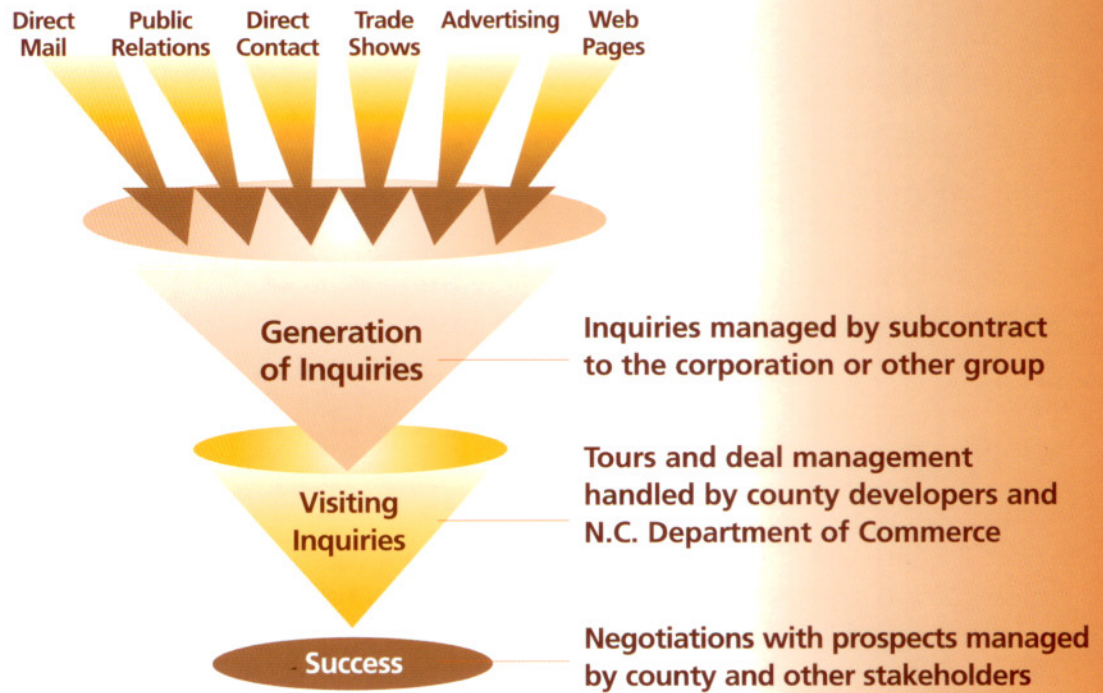 Direct Mail
Public Relations
Direct Contact
Trade Shows
Advertising
Web Pages
Generation
of Inquiries
Inquiries managed by subcontract
to the corporation or other group
Visiting
Inquiries
Tours and deal management
handled by county developers and
N.C. Department of Commerce
Success
Negotiations with prospects managed
by county and other stakeholders